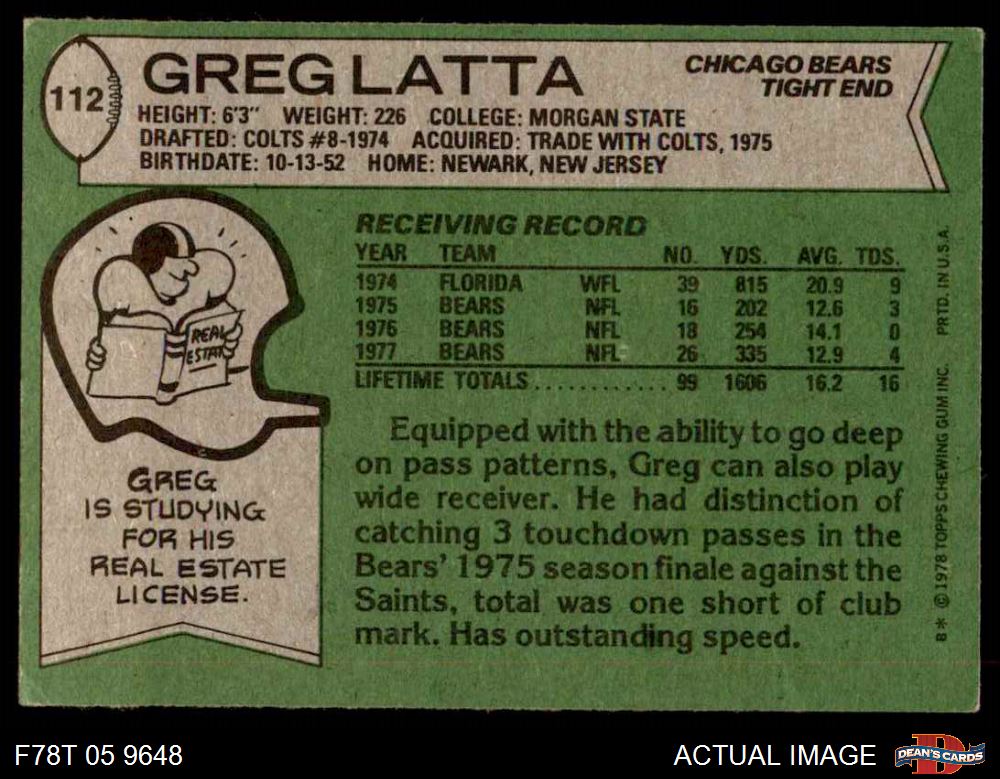 112
GREG LATTA
CHICAGO BEARS
TIGHT END
HEIGHT: 6'3" WEIGHT: 226 COLLEGE: MORGAN STATE
DRAFTED: COLTS #8-1974 ACQUIRED: TRADE WITH COLTS, 1975
BIRTHDATE: 10-13-52 HOME: NEWARK, NEW JERSEY
REAL
ESTATE
GREG
IS STUDYING
FOR HIS
REAL ESTATE
LICENSE.
RECEIVING RECORD
YEAR TEAM NO. YDS. AVG. TDS.
1974 FLORIDA WFL 39 815 20.9 9
1975 BEARS NFL 16 202 12.6 3
1976 BEARS NFL 18 254 14.1 0
1977 BEARS NFL 26 335 12.9 4
LIFETIME TOTALS............ 99 1606 16.2 16
Equipped with the ability to go deep
on pass patterns, Greg can also play
wide receiver. He had distinction of
catching 3 touchdown passes in the
Bears' 1975 season finale against the
Saints, total was one short of club
mark. Has outstanding speed.
B* © 1978 TOPPS CHEWING GUM INC. PRTD. IN U.S.A.
F78T 05 9648
ACTUAL IMAGE
D
DEAN'S CARDS